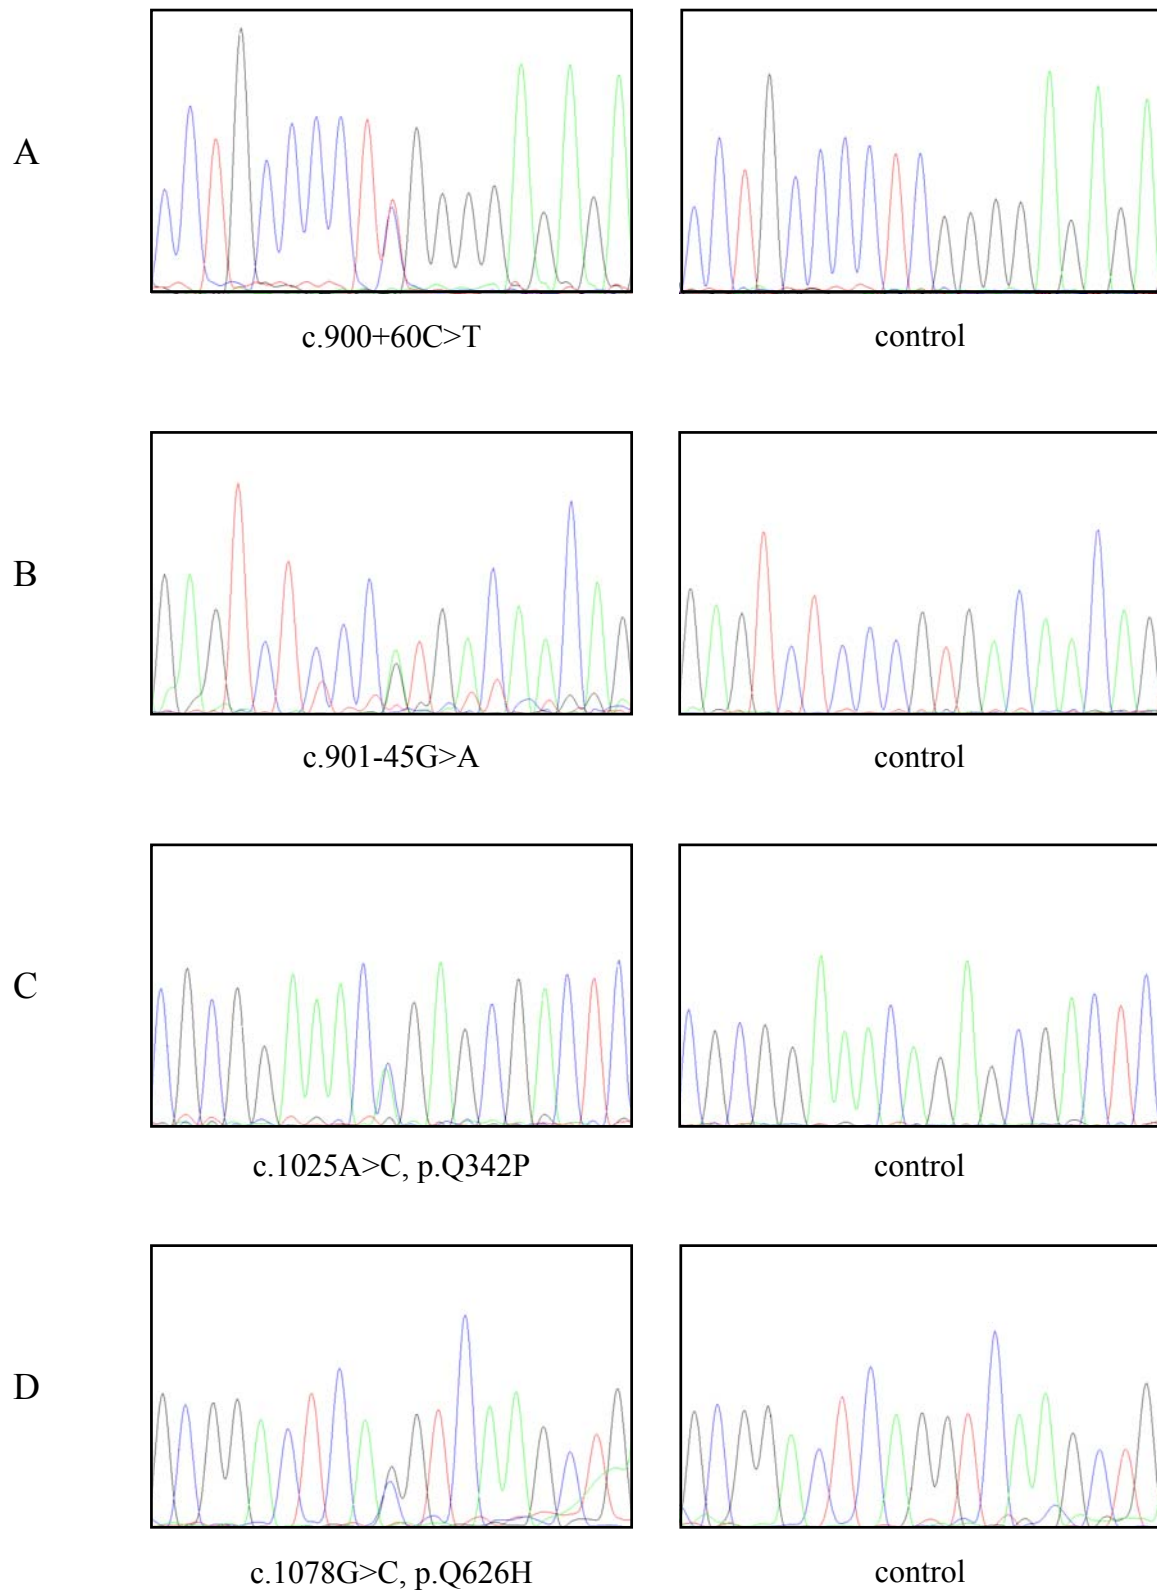 A
c.900+60C>T control
B
c.901-45G>A control
C
c.1025A>C, p.Q342P control
D
c.1078G>C, p.Q626H control